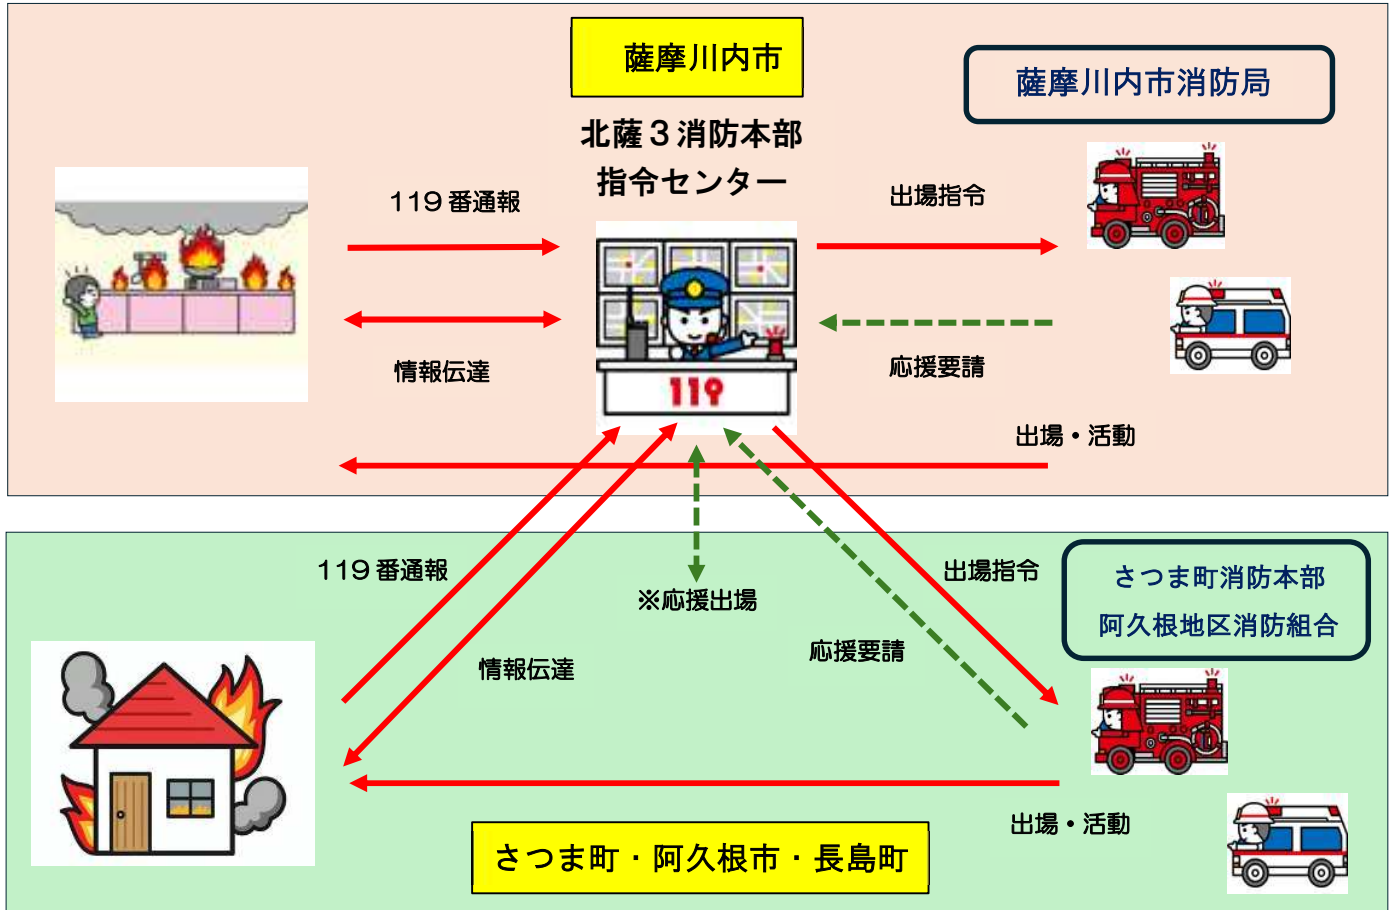 薩摩川内市
薩摩川内市消防局
北薩３消防本部
指令センター
119番通報
出場指令
情報伝達
応援要請
119
出場・活動
119番通報
※応援出場
出場指令
さつま町消防本部
阿久根地区消防組合
情報伝達
応援要請
出場・活動
さつま町・阿久根市・長島町